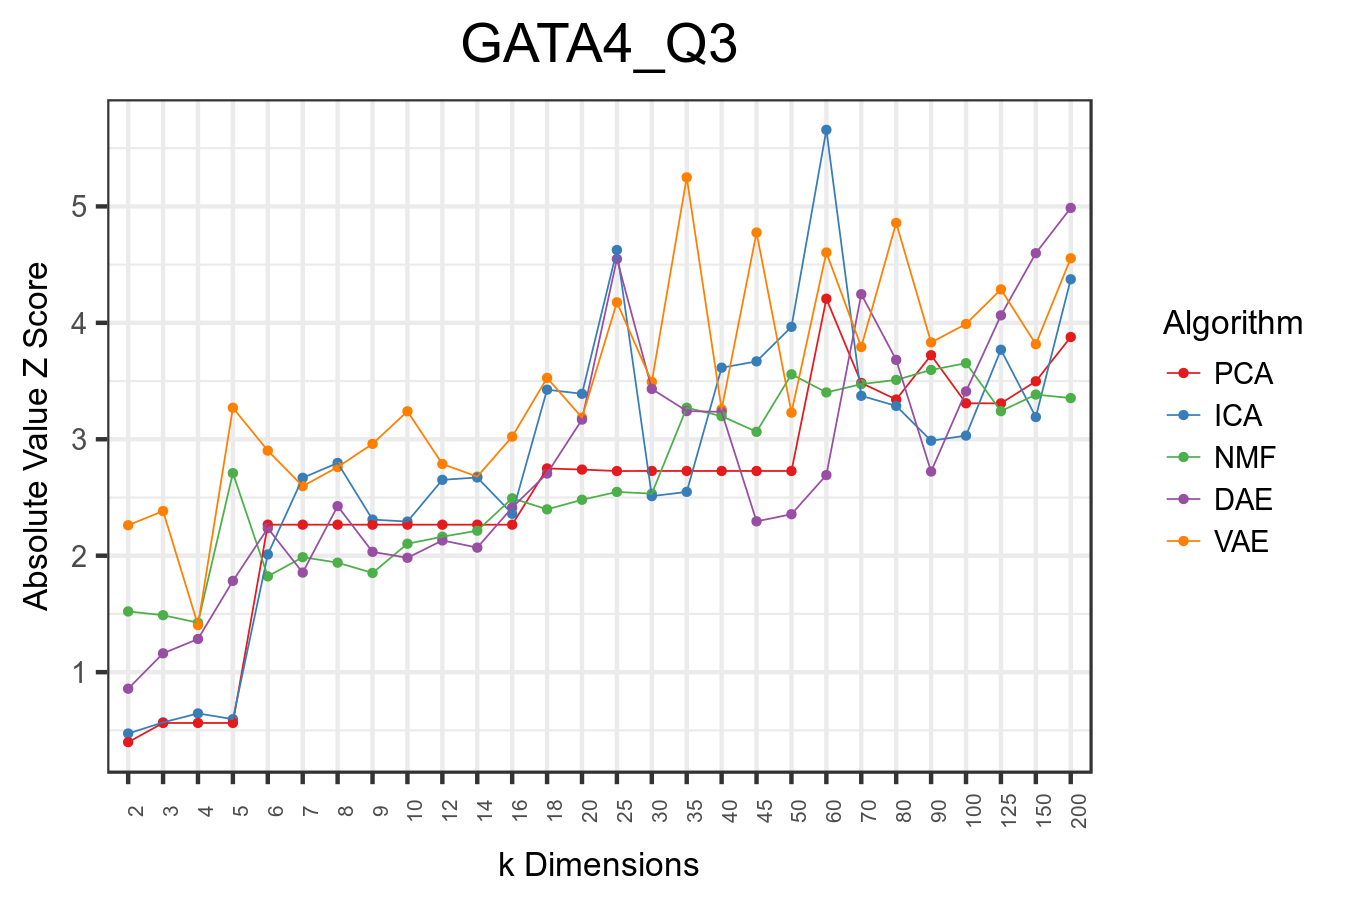 GATA4_Q3
Absolute Value Z Score
5
4
3
2
1
2 3 4 5 6 7 8 9 10 12 14 16 18 20 25 30 35 40 45 50 60 70 80 90 100 125 150 200
k Dimensions
Algorithm
PCA
ICA
NMF
DAE
VAE